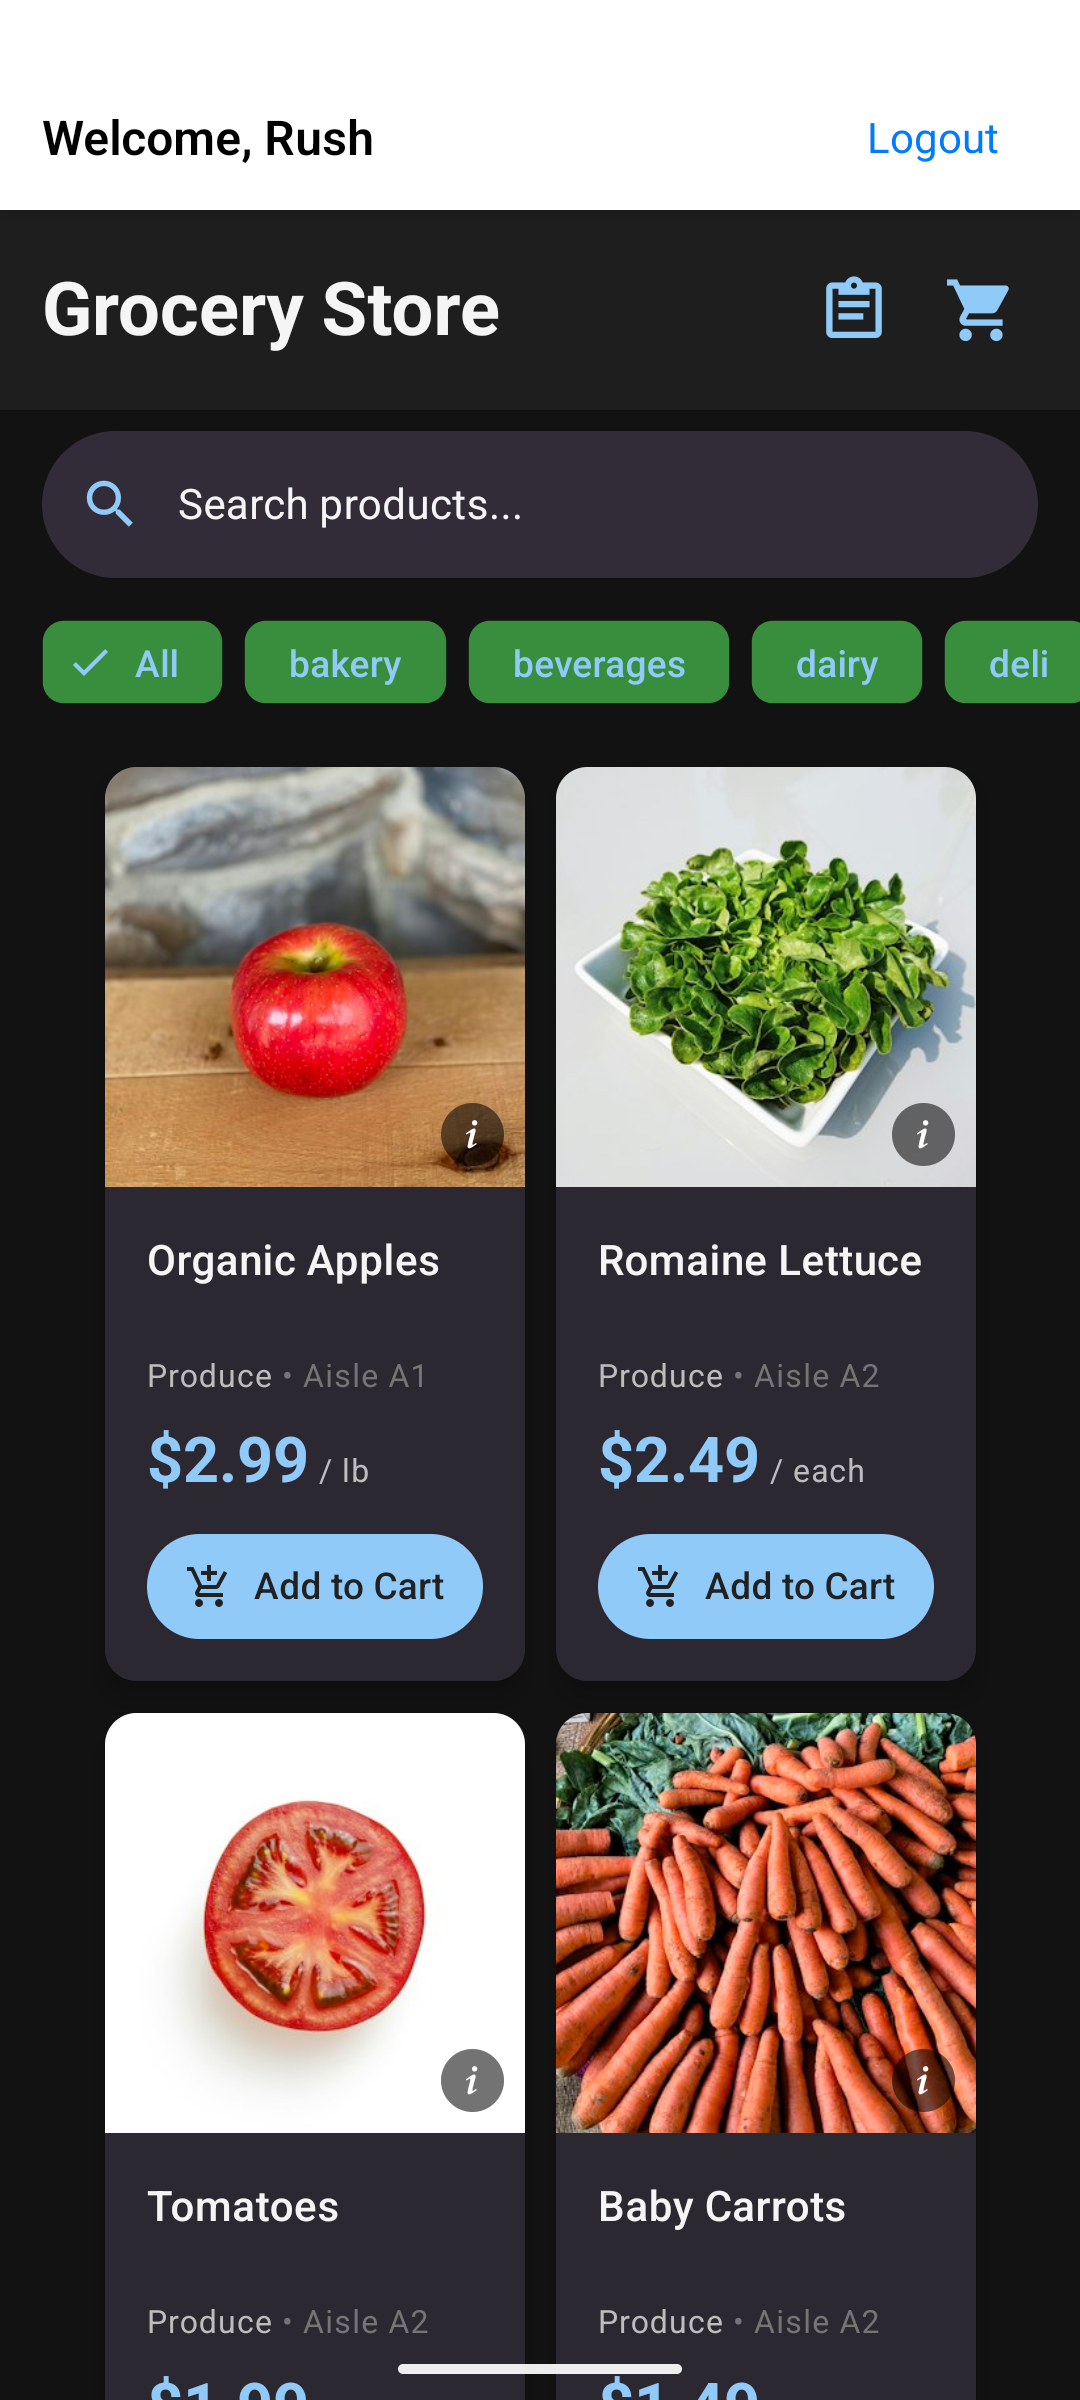 Welcome, Rush
Logout
Grocery Store
Search products...
All
bakery
beverages
dairy
deli
i
i
Organic Apples
Romaine Lettuce
Produce • Aisle A1
Produce • Aisle A2
$2.99 / lb
$2.49 / each
Add to Cart
Add to Cart
i
i
Tomatoes
Baby Carrots
Produce • Aisle A2
Produce • Aisle A2